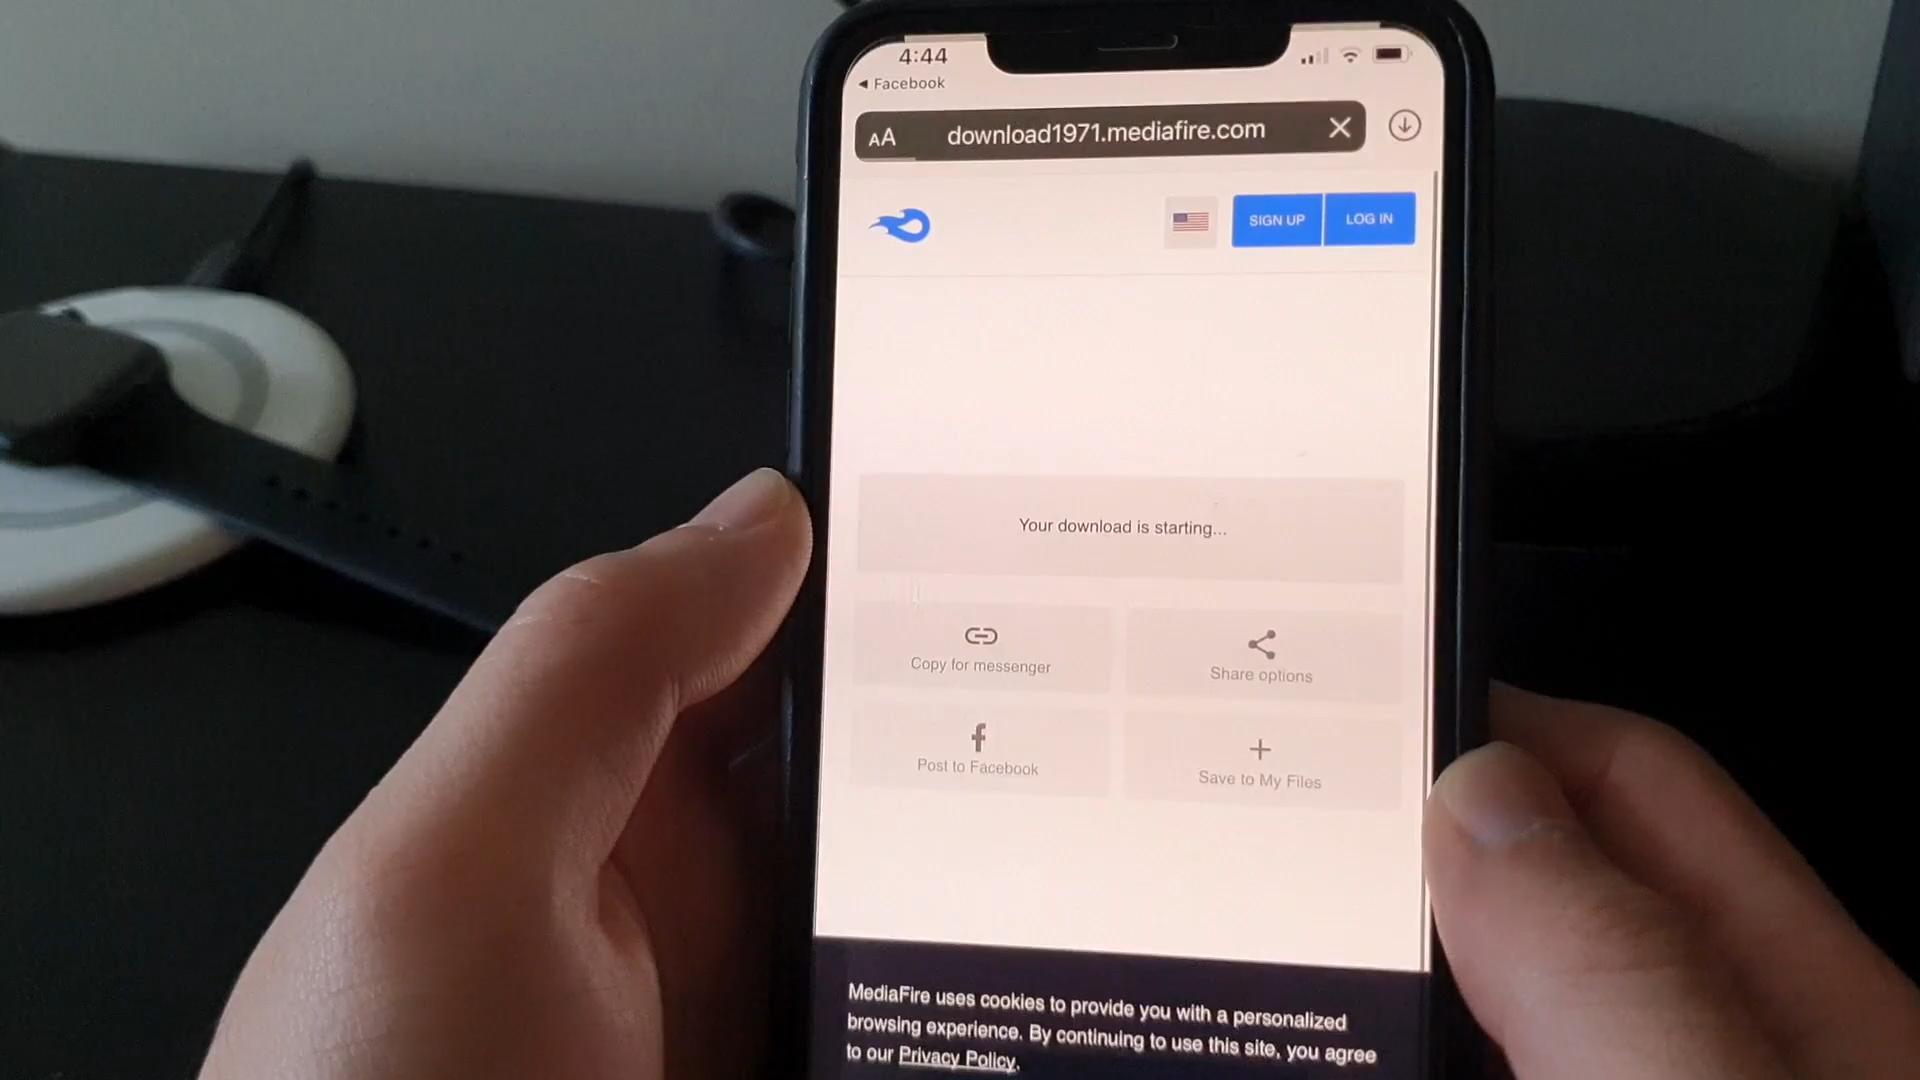 4:44
◄ Facebook
AA download1971.mediafire.com
SIGN UP LOG IN
Your download is starting...
Copy for messenger
Share options
Post to Facebook
Save to My Files
MediaFire uses cookies to provide you with a personalized
browsing experience. By continuing to use this site, you agree
to our Privacy Policy.